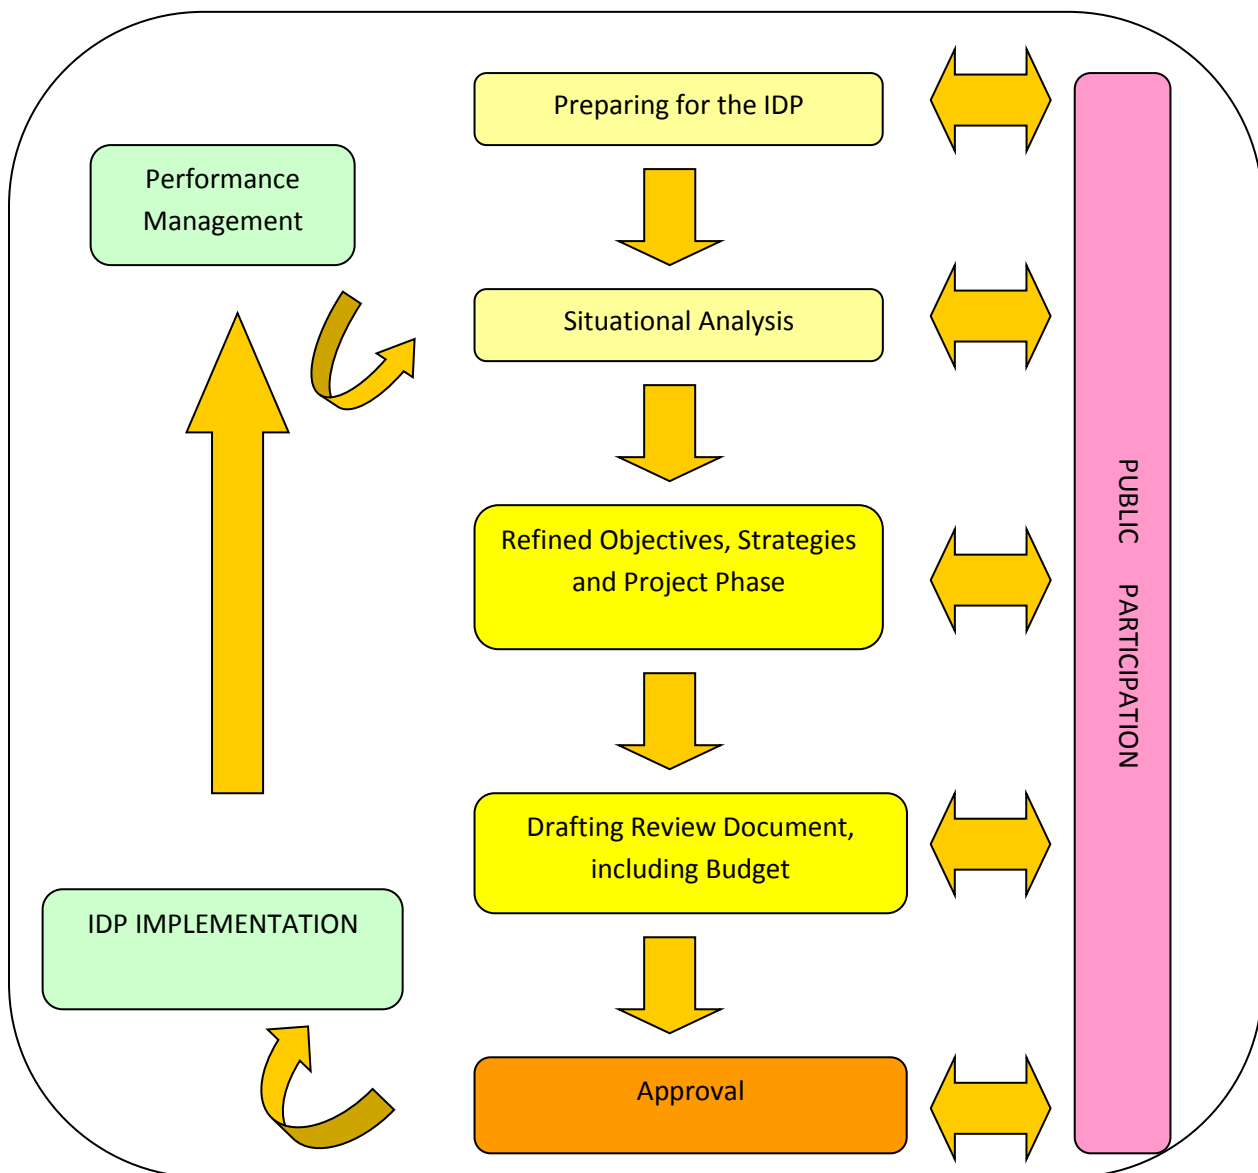 Preparing for the IDP
Performance
Management
Situational Analysis
Refined Objectives, Strategies
and Project Phase
PUBLIC PARTICIPATION
Drafting Review Document,
including Budget
IDP IMPLEMENTATION
Approval